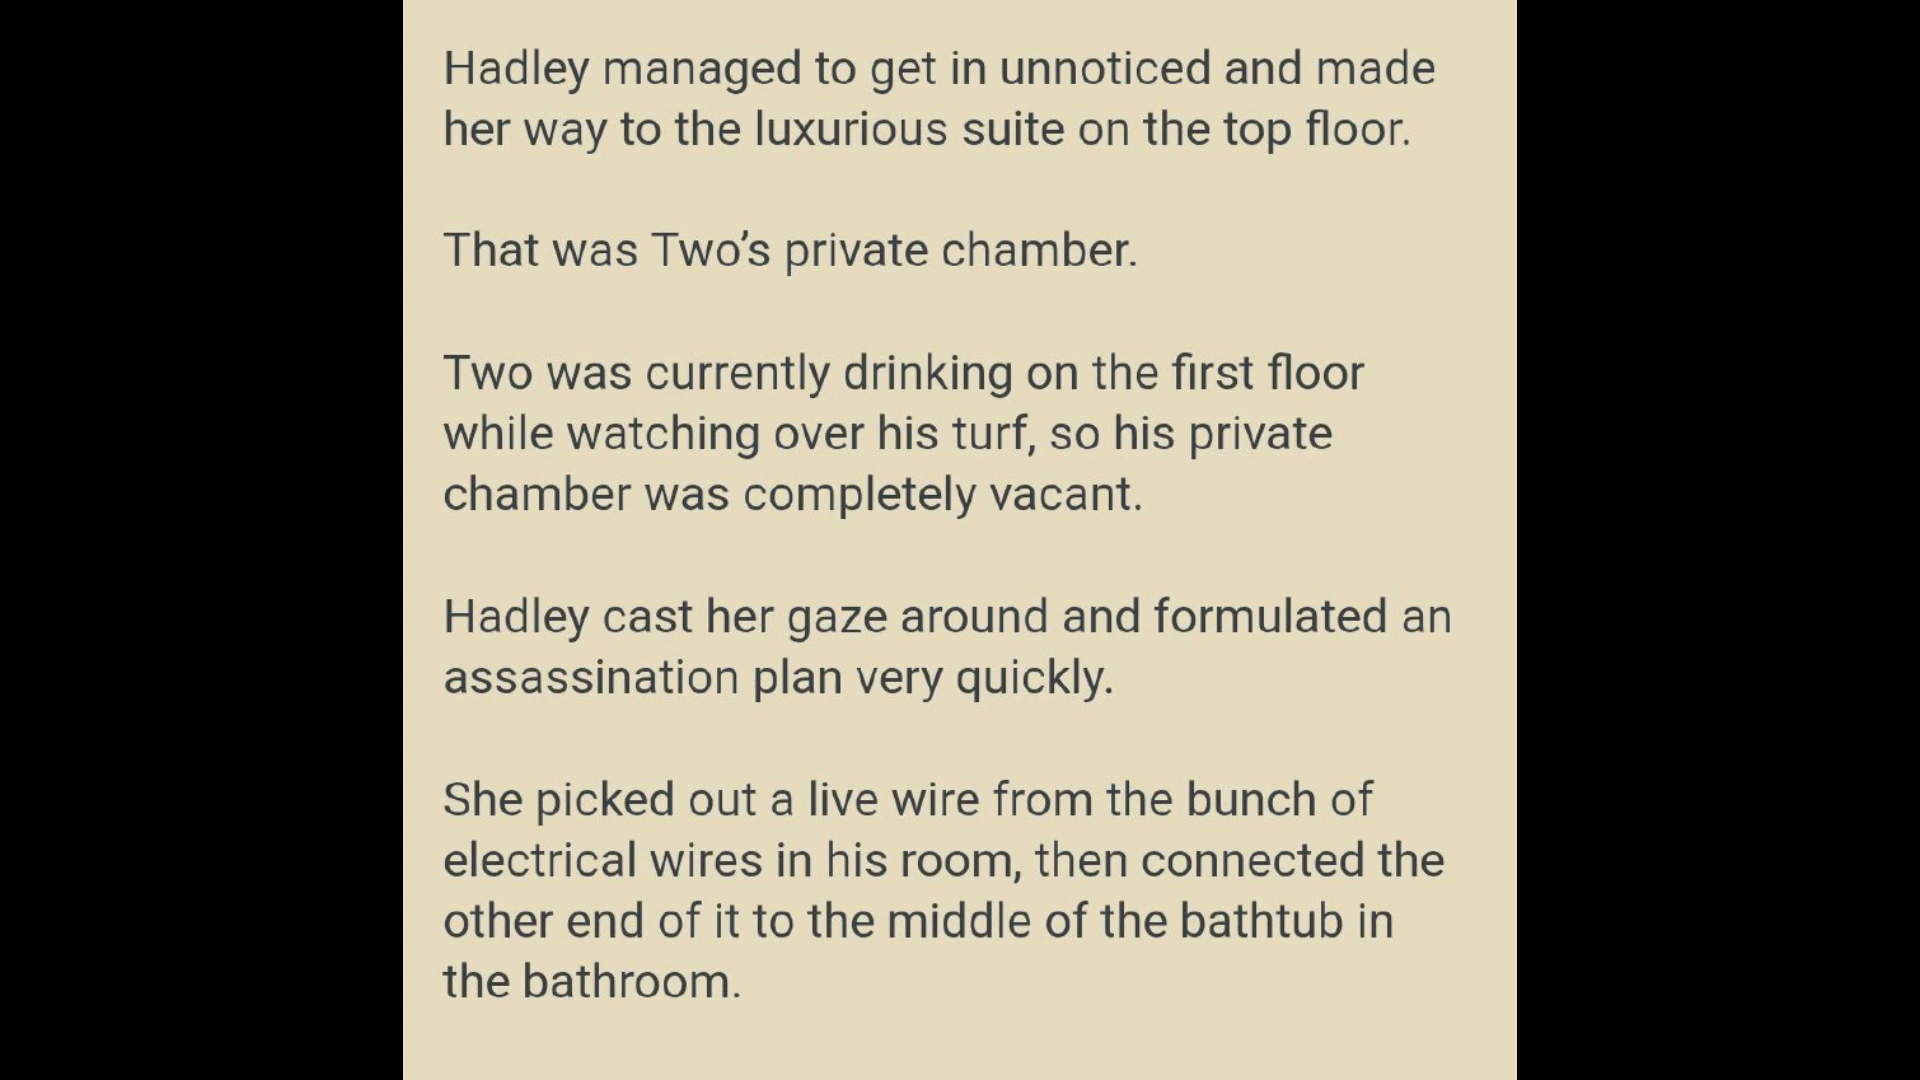 Hadley managed to get in unnoticed and made
her way to the luxurious suite on the top floor.
That was Two’s private chamber.
Two was currently drinking on the first floor
while watching over his turf, so his private
chamber was completely vacant.
Hadley cast her gaze around and formulated an
assassination plan very quickly.
She picked out a live wire from the bunch of
electrical wires in his room, then connected the
other end of it to the middle of the bathtub in
the bathroom.